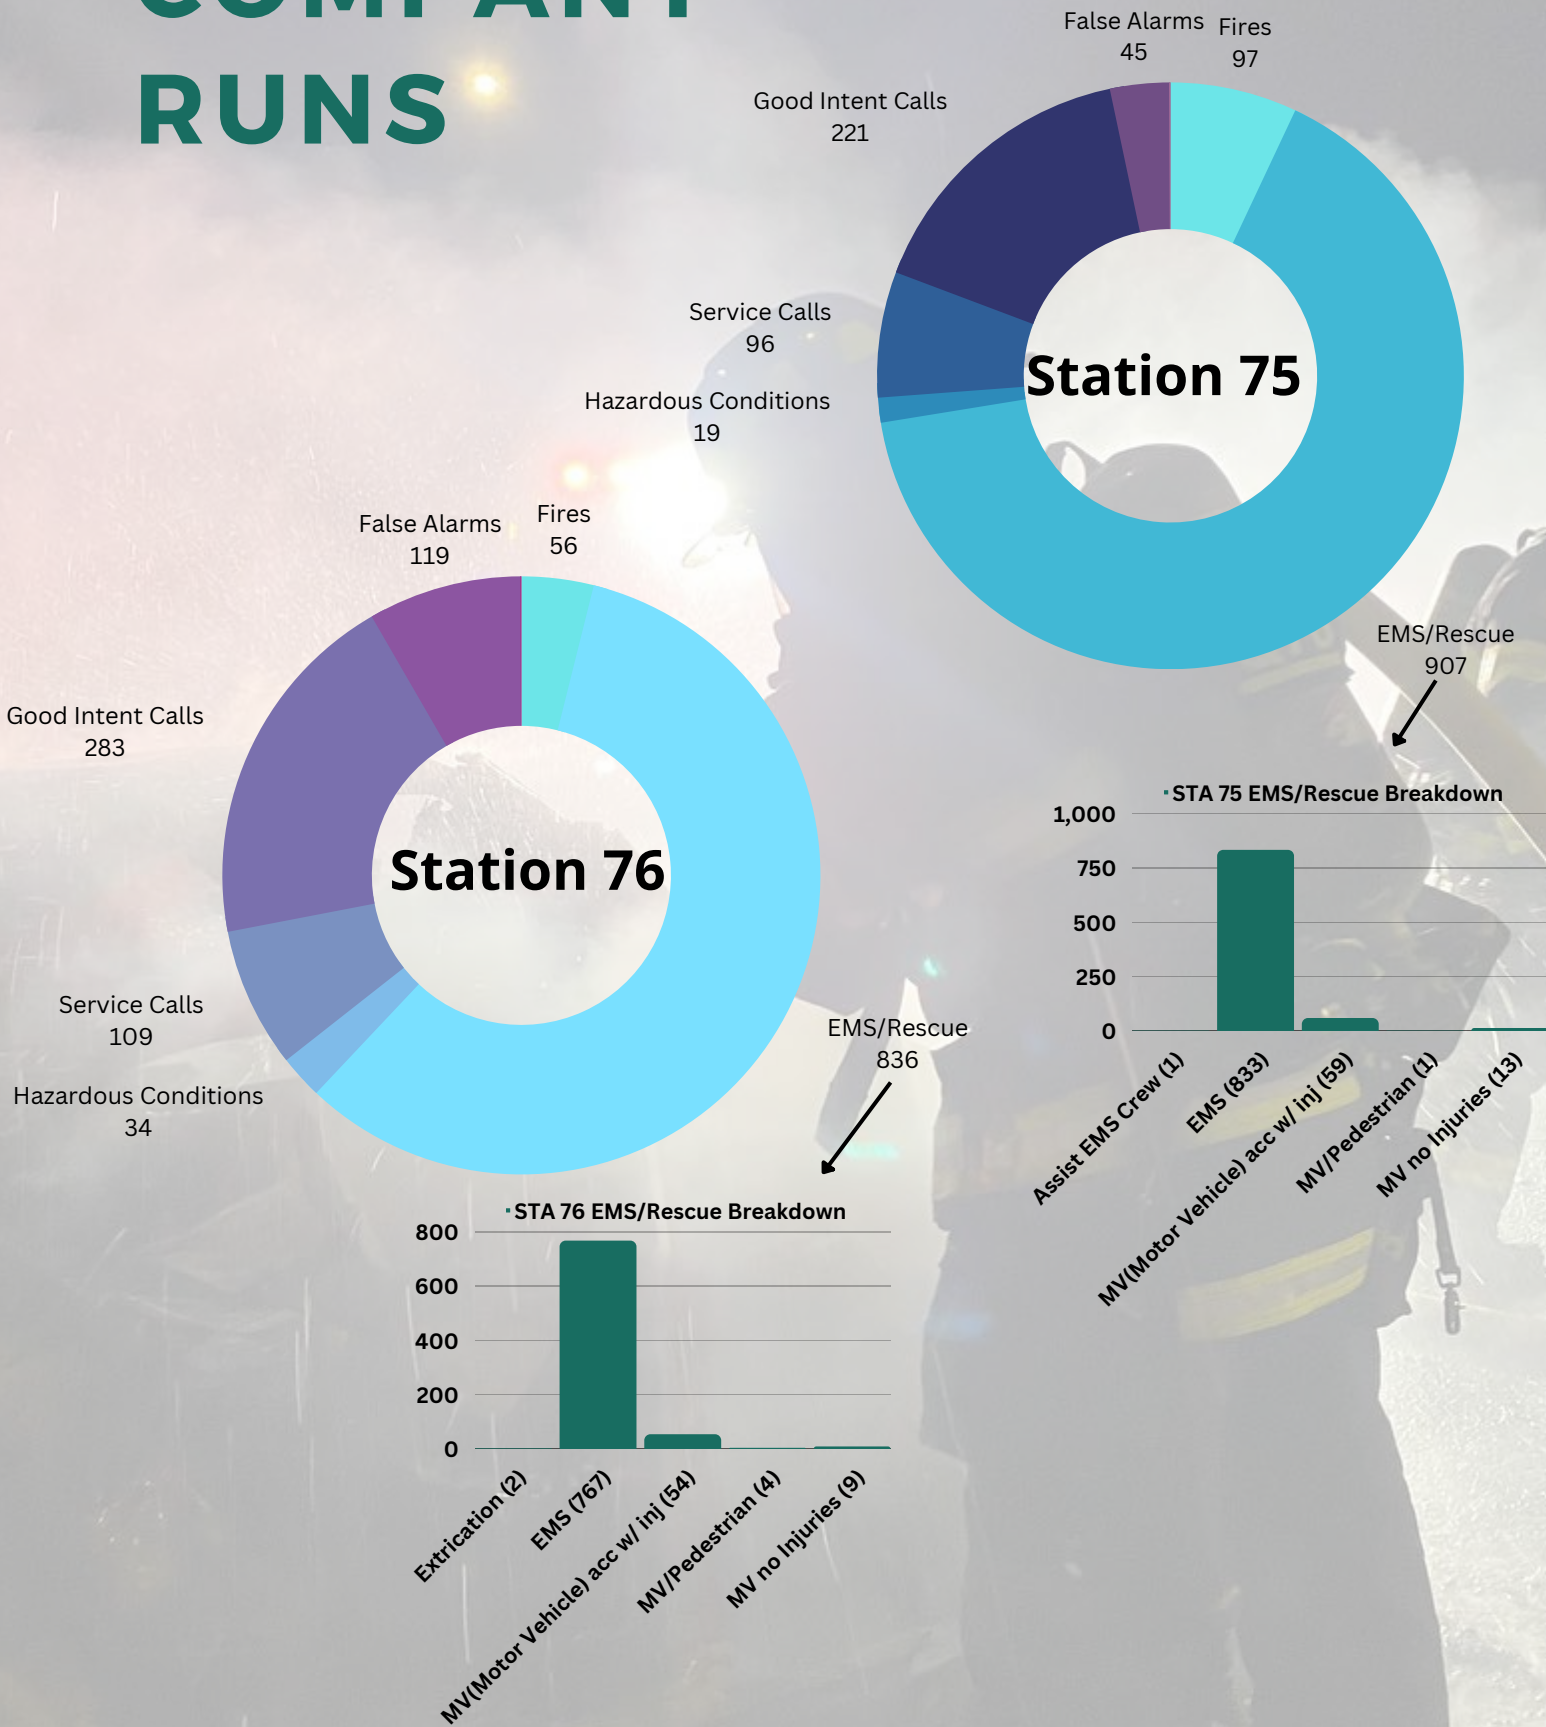 COMPANY
RUNS
False Alarms
45
Fires
97
Good Intent Calls
221
Service Calls
96
Hazardous Conditions
19
Station 75
EMS/Rescue
907
STA 75 EMS/Rescue Breakdown
1,000
750
500
250
0
Assist EMS Crew (1)
EMS (833)
MV(Motor Vehicle) acc w/ inj (59)
MV/Pedestrian (1)
MV no Injuries (13)
False Alarms
119
Fires
56
Good Intent Calls
283
Service Calls
109
Hazardous Conditions
34
Station 76
EMS/Rescue
836
STA 76 EMS/Rescue Breakdown
800
600
400
200
0
Extrication (2)
EMS (767)
MV(Motor Vehicle) acc w/ inj (54)
MV/Pedestrian (4)
MV no Injuries (9)